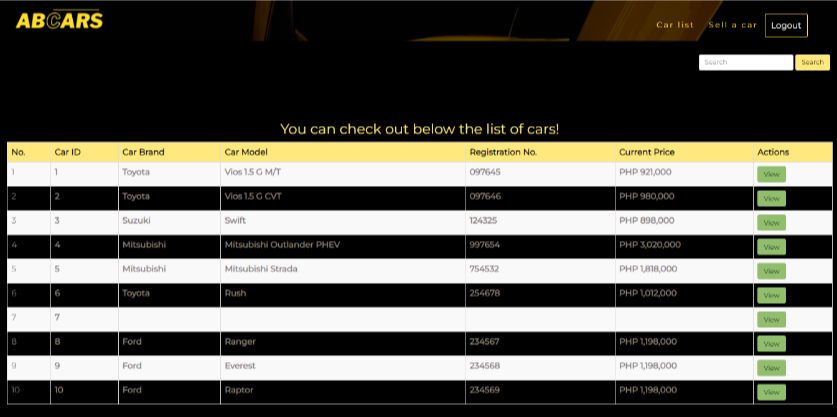 ABCARS
Car list Sell a car Logout
Search Search
You can check out below the list of cars!
No. Car ID Car Brand Car Model Registration No. Current Price Actions
1 1 Toyota Vios 1.5 G M/T 097645 PHP 921,000 View
2 2 Toyota Vios 1.5 G CVT 097646 PHP 980,000 View
3 3 Suzuki Swift 124325 PHP 898,000 View
4 4 Mitsubishi Mitsubishi Outlander PHEV 997654 PHP 3,020,000 View
5 5 Mitsubishi Mitsubishi Strada 754532 PHP 1,818,000 View
6 6 Toyota Rush 254678 PHP 1,012,000 View
7 7 View
8 8 Ford Ranger 234567 PHP 1,198,000 View
9 9 Ford Everest 234568 PHP 1,198,000 View
10 10 Ford Raptor 234569 PHP 1,198,000 View